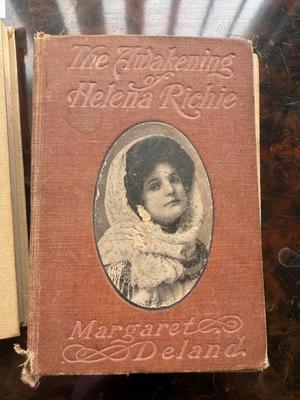 The Awakening
of
Helena Richie
Margaret
Deland